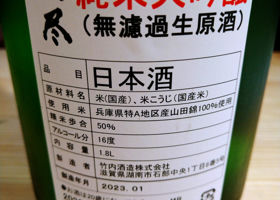 尽 純米大吟醸
(無濾過生原酒)
品目 日本酒
原材料名 米(国産)、米こうじ(国産米)
使用米 兵庫県特A地区産山田錦100%使用
精米歩合 50%
アルコール分 16度
内容量 1.8L
製造者 竹内酒造株式会社
滋賀県湖南市石部中央1丁目6番5号
製造年月 2023.01